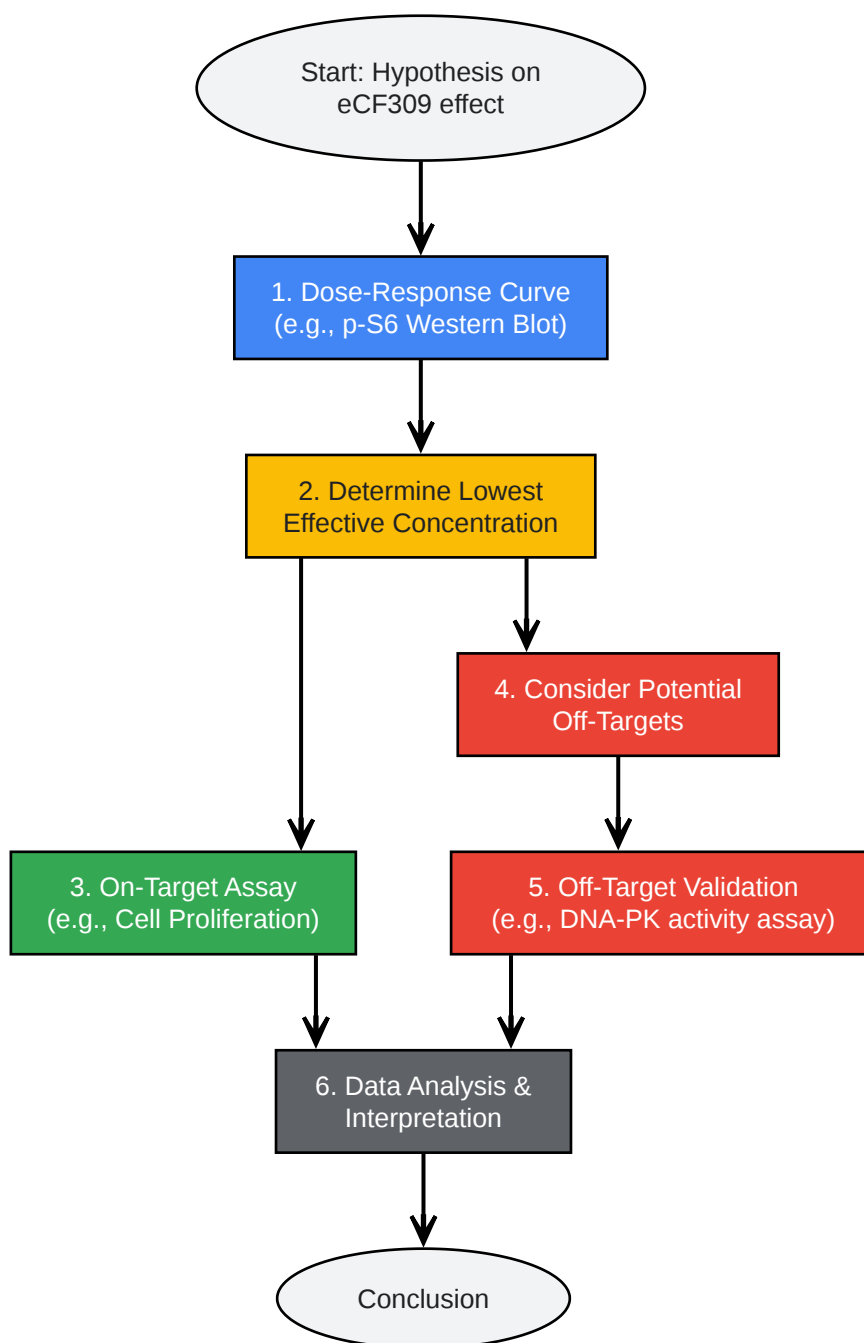 Start: Hypothesis on
eCF309 effect
1. Dose-Response Curve
(e.g., p-S6 Western Blot)
2. Determine Lowest
Effective Concentration
4. Consider Potential
Off-Targets
3. On-Target Assay
(e.g., Cell Proliferation)
5. Off-Target Validation
(e.g., DNA-PK activity assay)
6. Data Analysis &
Interpretation
Conclusion